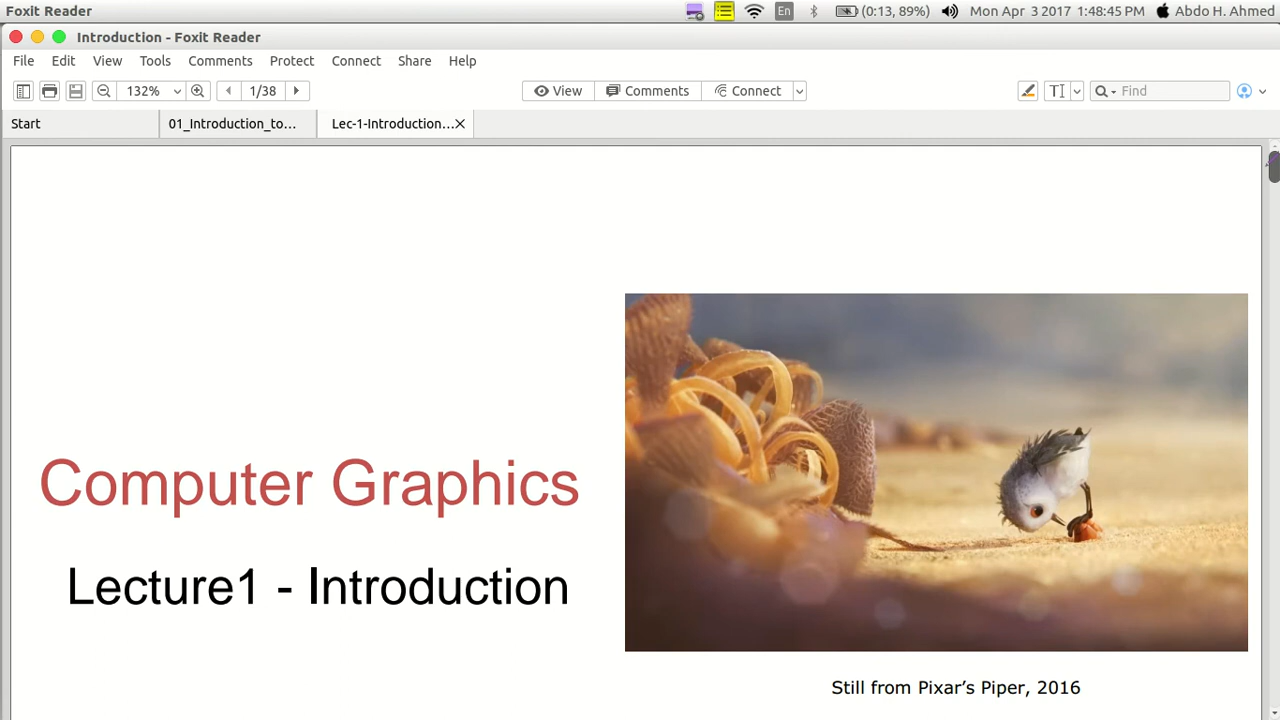 Foxit Reader En (0:13, 89%) Mon Apr 3 2017 1:48:45 PM Abdo H. Ahmed
Introduction - Foxit Reader
File Edit View Tools Comments Protect Connect Share Help
132% 1/38 View Comments Connect Find
Start 01_Introduction_to... Lec-1-Introduction...
Computer Graphics
Lecture1 - Introduction
Still from Pixar’s Piper, 2016